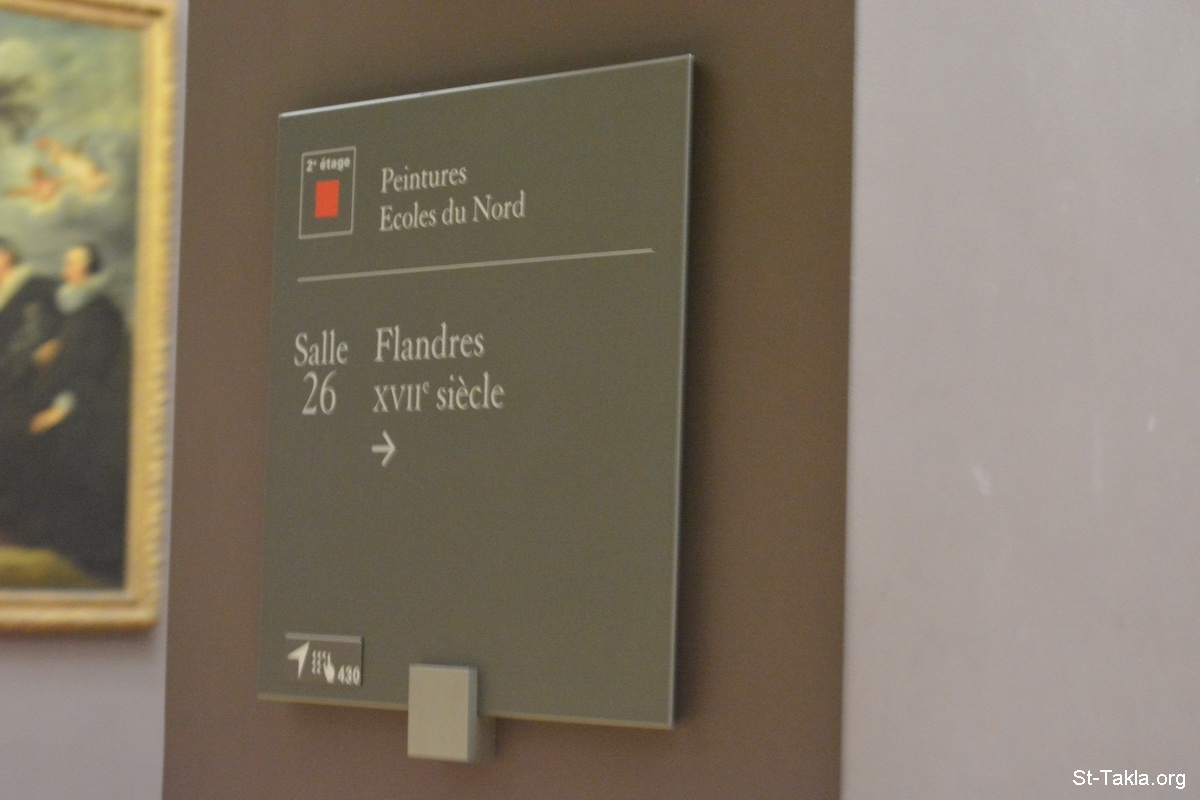 2e étage
Peintures
Ecoles du Nord
Salle
26
Flandres
XVIIe siècle
→
430
St-Takla.org